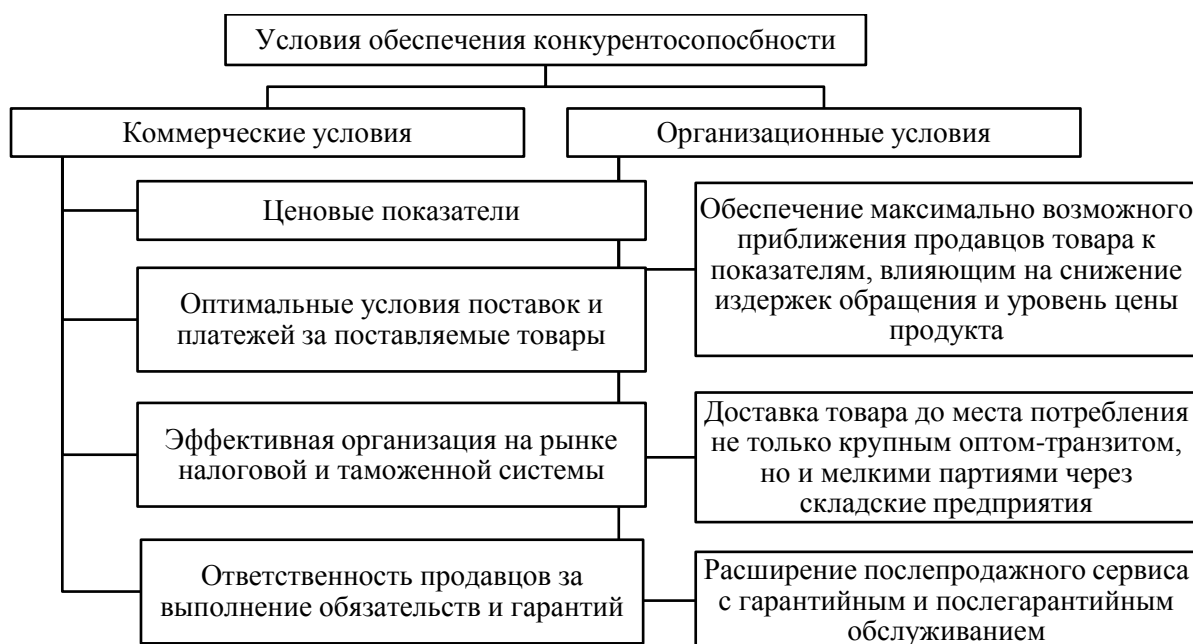 Условия обеспечения конкурентосопосбности
Коммерческие условия
Организационные условия
Ценовые показатели
Оптимальные условия поставок и
платежей за поставляемые товары
Эффективная организация на рынке
налоговой и таможенной системы
Ответственность продавцов за
выполнение обязательств и гарантий
Обеспечение максимально возможного
приближения продавцов товара к
показателям, влияющим на снижение
издержек обращения и уровень цены
продукта
Доставка товара до места потребления
не только крупным оптом-транзитом,
но и мелкими партиями через
складские предприятия
Расширение послепродажного сервиса
с гарантийным и послегарантийным
обслуживанием